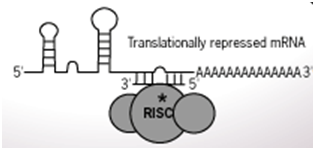 Translationally repressed mRNA
5' AAAAAAAAAAAAAA 3'
3' 5'
*
RISC